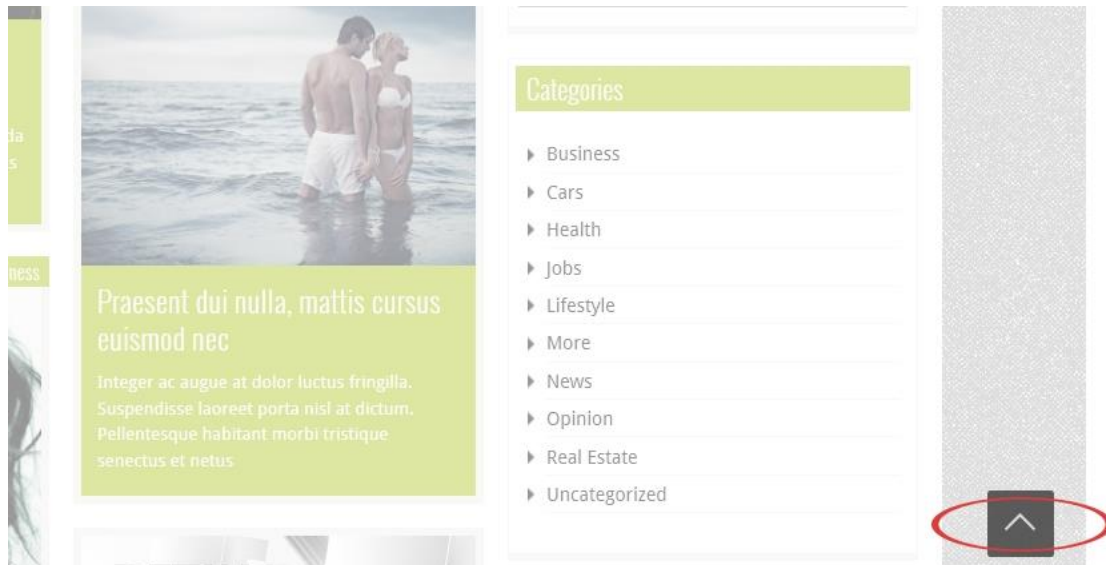 da
s
ness
Praesent dui nulla, mattis cursus
euismod nec
Integer ac augue at dolor luctus fringilla.
Suspendisse laoreet porta nisl at dictum.
Pellentesque habitant morbi tristique
senectus et netus
Categories
Business
Cars
Health
Jobs
Lifestyle
More
News
Opinion
Real Estate
Uncategorized